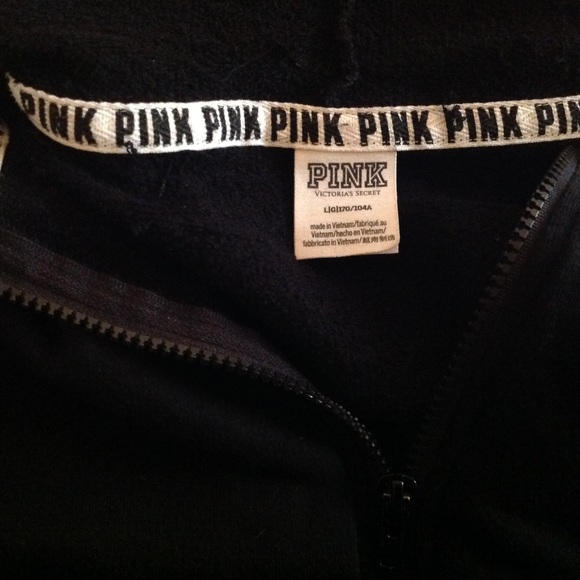 PINK PINK PINK PINK PINK PINK PIN
PINK
VICTORIA'S SECRET
L|G|170/104A
made in Vietnam/fabriqué au
Vietnam/hecho en Vietnam/
fabbricato in Vietnam/